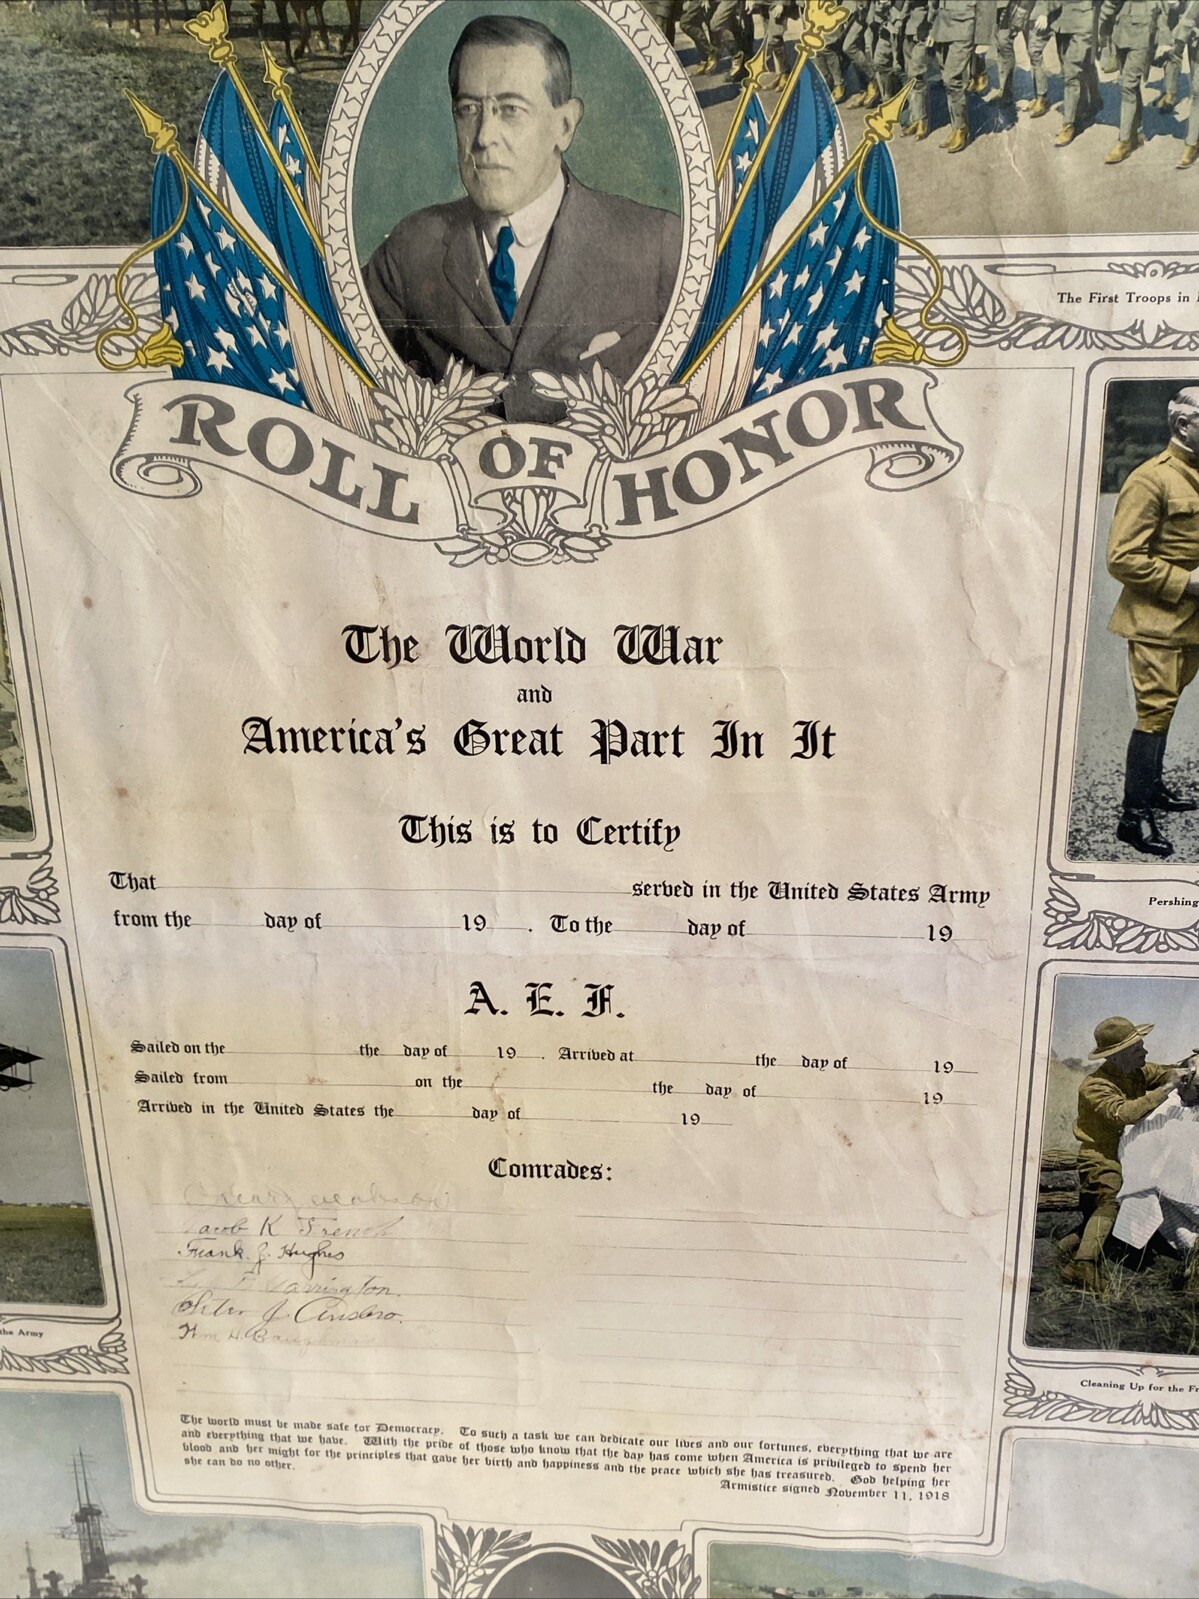 The First Troops in
ROLL OF HONOR
The World War
and
America's Great Part In It
This is to Certify
That served in the United States Army
from the day of 19 . To the day of 19
Pershing
A. E. F.
Sailed on the the day of 19 . Arrived at the day of 19
Sailed from on the the day of 19
Arrived in the United States the day of 19
Comrades:
Jacob K French
Frank J. Hughes
Peter J
Wm H.
the Army
Cleaning Up for the
The world must be made safe for Democracy. To such a task we can dedicate our lives and our fortunes, everything that we are
and everything that we have. With the pride of those who know that the day has come when America is privileged to spend her
blood and her might for the principles that gave her birth and happiness and the peace which she has treasured. God helping her
she can do no other.
Armistice signed November 11, 1918